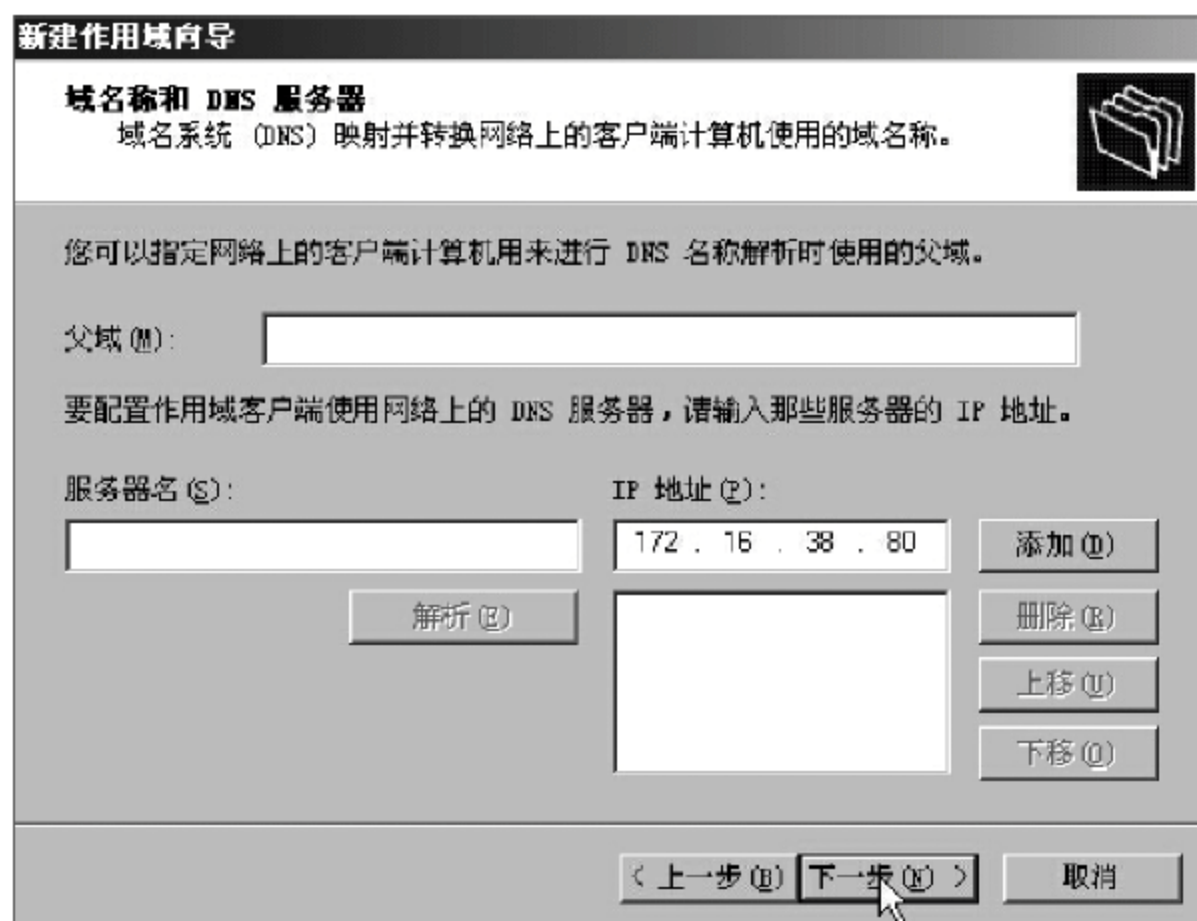 新建作用域向导
域名称和 DNS 服务器
域名系统 (DNS) 映射并转换网络上的客户端计算机使用的域名称。
您可以指定网络上的客户端计算机用来进行 DNS 名称解析时使用的父域。
父域(M):
要配置作用域客户端使用网络上的 DNS 服务器，请输入那些服务器的 IP 地址。
服务器名(S): IP 地址(P):
172 . 16 . 38 . 80 添加(D)
解析(E) 删除(R)
上移(U)
下移(O)
< 上一步(B) 下一步(N) > 取消